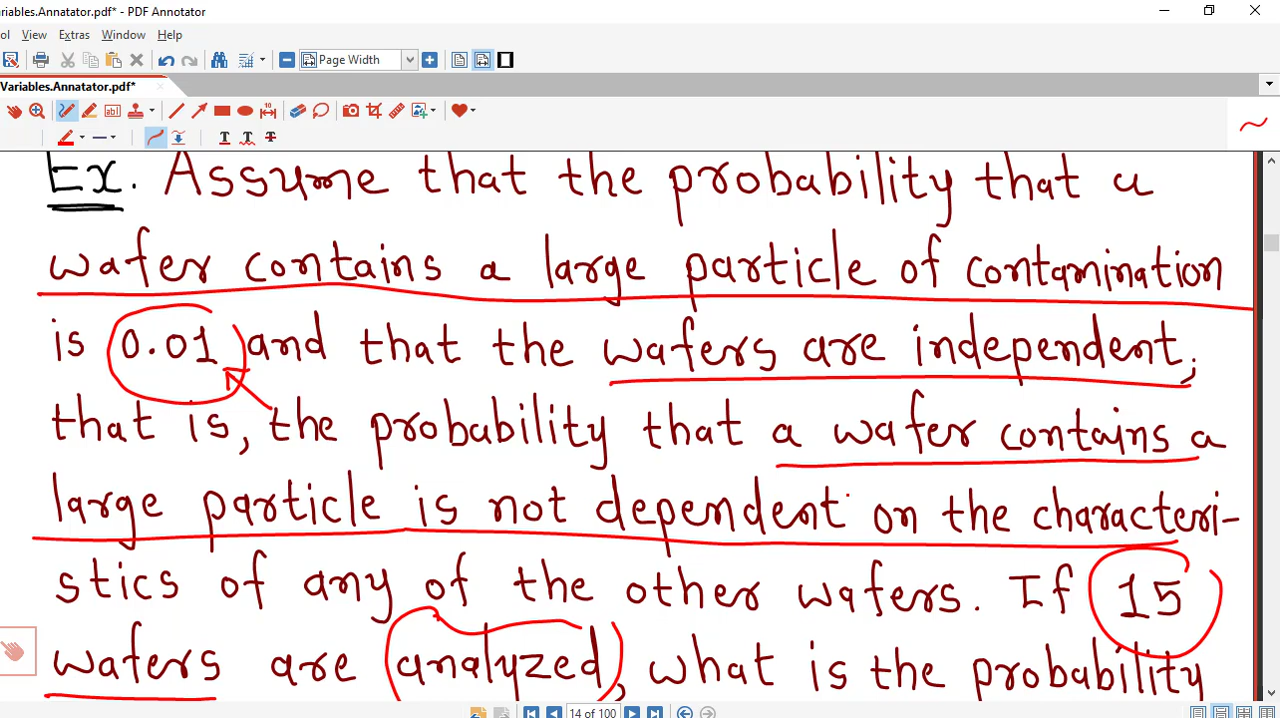 ariables.Annatator.pdf* - PDF Annotator
ol View Extras Window Help
Page Width
Variables.Annatator.pdf*
Ex. Assume that the probability that a
wafer contains a large particle of contamination
is 0.01 and that the wafers are independent;
that is, the probability that a wafer contains a
large particle is not dependent on the characteri-
stics of any of the other wafers. If 15
wafers are analyzed, what is the probability
14 of 100